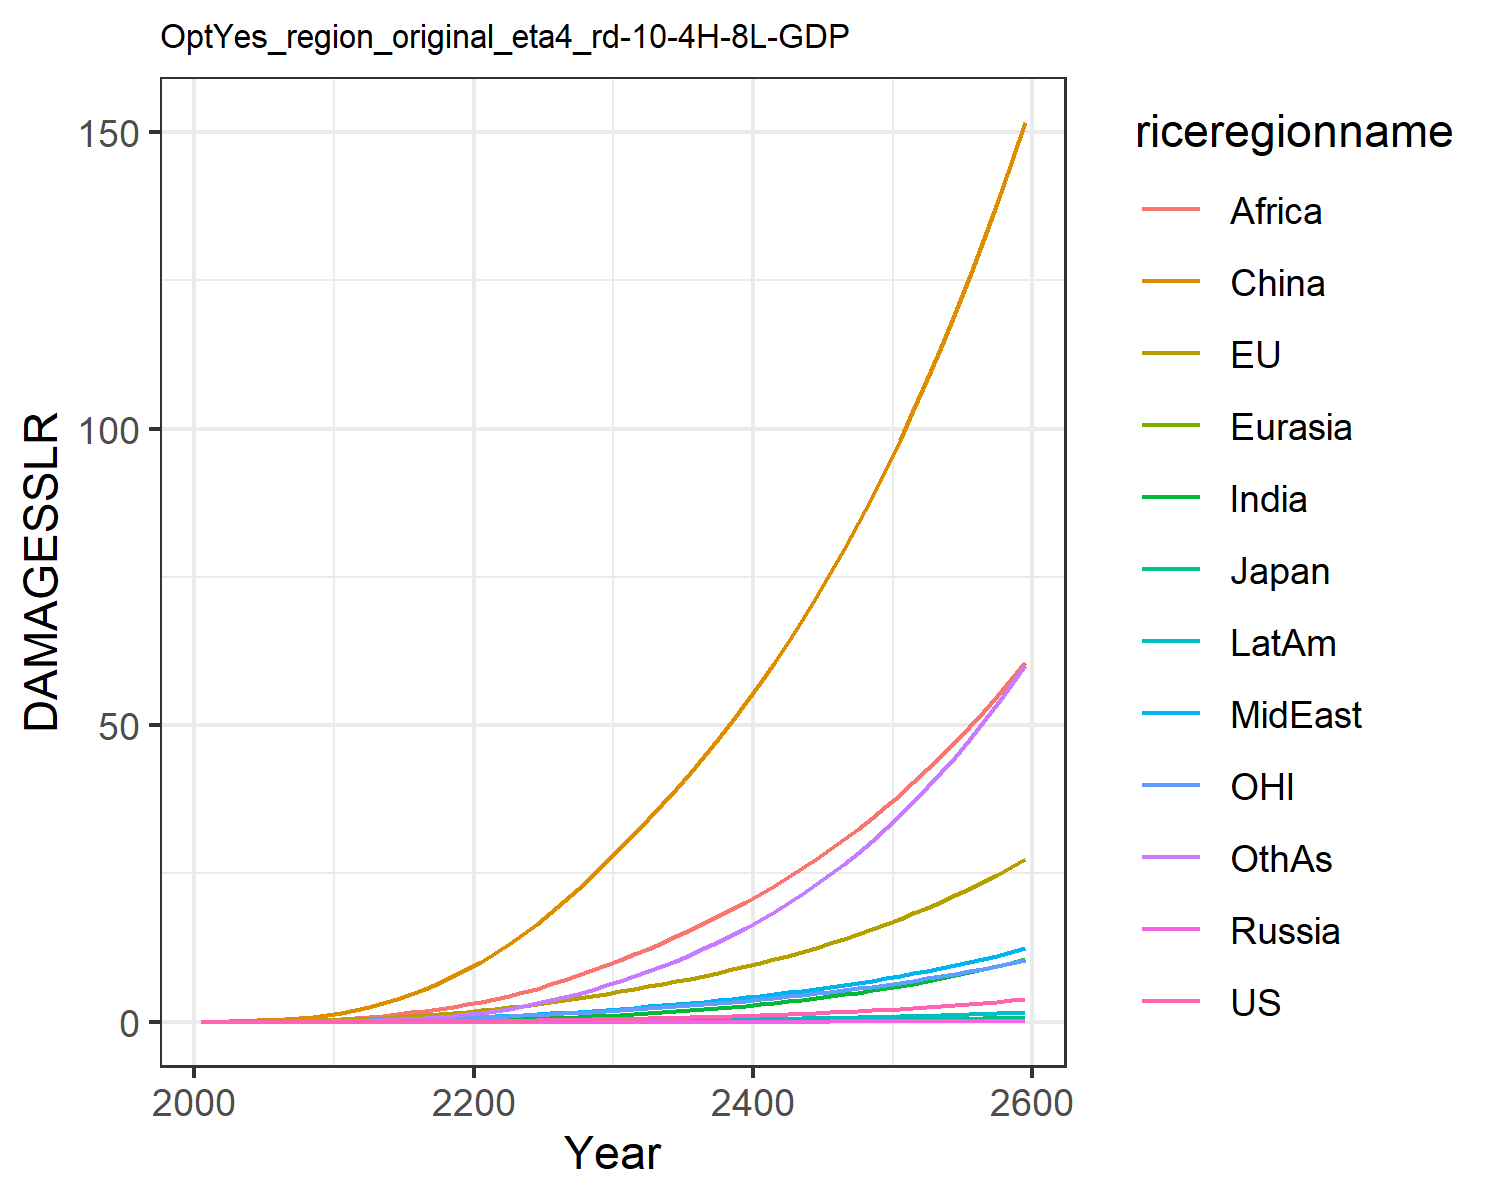 OptYes_region_original_eta4_rd-10-4H-8L-GDP
DAMAGESSLR
150
100
50
0
2000
2200
2400
2600
Year
riceregionname
Africa
China
EU
Eurasia
India
Japan
LatAm
MidEast
OHI
OthAs
Russia
US